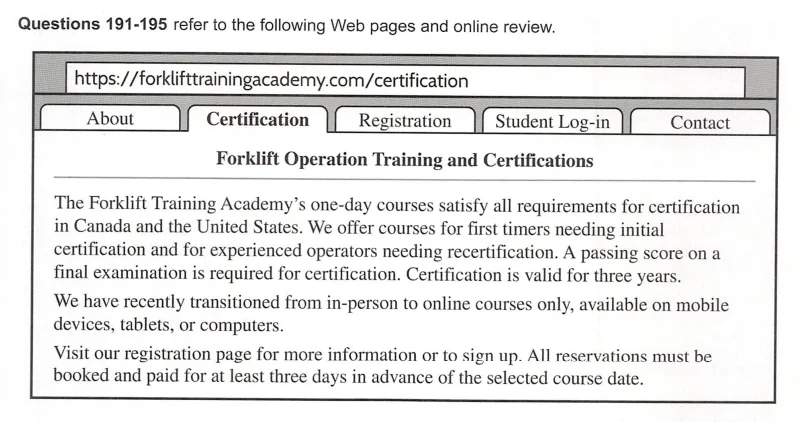 Questions 191-195 refer to the following Web pages and online review.
https://forklifttrainingacademy.com/certification
About Certification Registration Student Log-in Contact
Forklift Operation Training and Certifications
The Forklift Training Academy's one-day courses satisfy all requirements for certification
in Canada and the United States. We offer courses for first timers needing initial
certification and for experienced operators needing recertification. A passing score on a
final examination is required for certification. Certification is valid for three years.
We have recently transitioned from in-person to online courses only, available on mobile
devices, tablets, or computers.
Visit our registration page for more information or to sign up. All reservations must be
booked and paid for at least three days in advance of the selected course date.